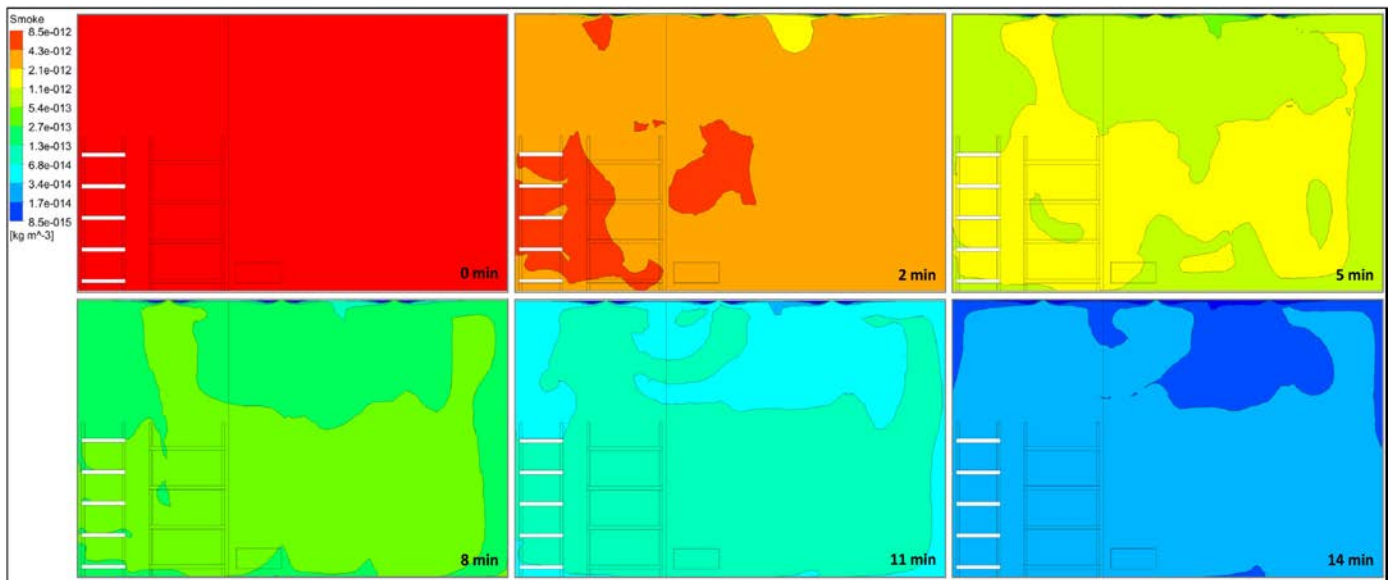 Smoke
8.5e-012
4.3e-012
2.1e-012
1.1e-012
5.4e-013
2.7e-013
1.3e-013
6.8e-014
3.4e-014
1.7e-014
8.5e-015
[kg m^-3]
0 min
2 min
5 min
8 min
11 min
14 min